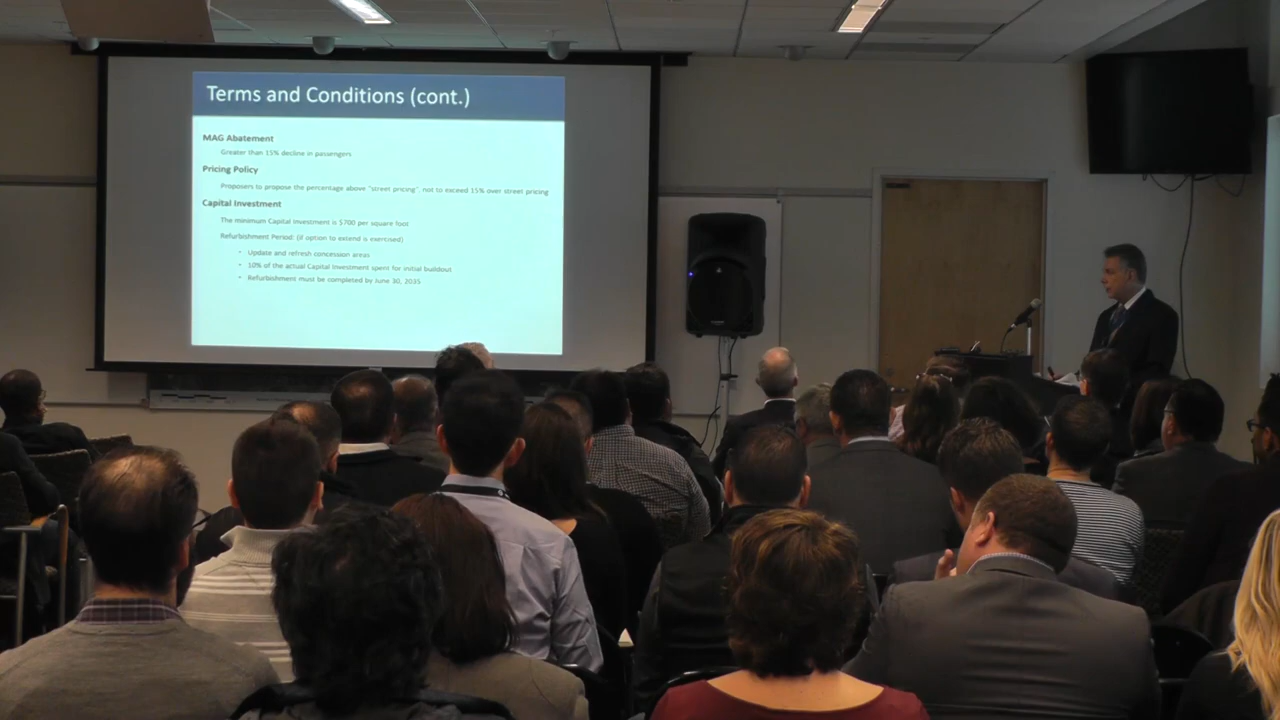 Terms and Conditions (cont.)
MAG Abatement
Greater than 15% decline in passengers
Pricing Policy
Proposers to propose the percentage above "street pricing" not to exceed 15% over street pricing
Capital Investment
The minimum Capital Investment is $700 per square foot
Refurbishment Period: (if option to extend is exercised)
• Update and refresh concession areas
• 10% of the actual Capital Investment spent for initial buildout
• Refurbishment must be completed by June 30, 2035